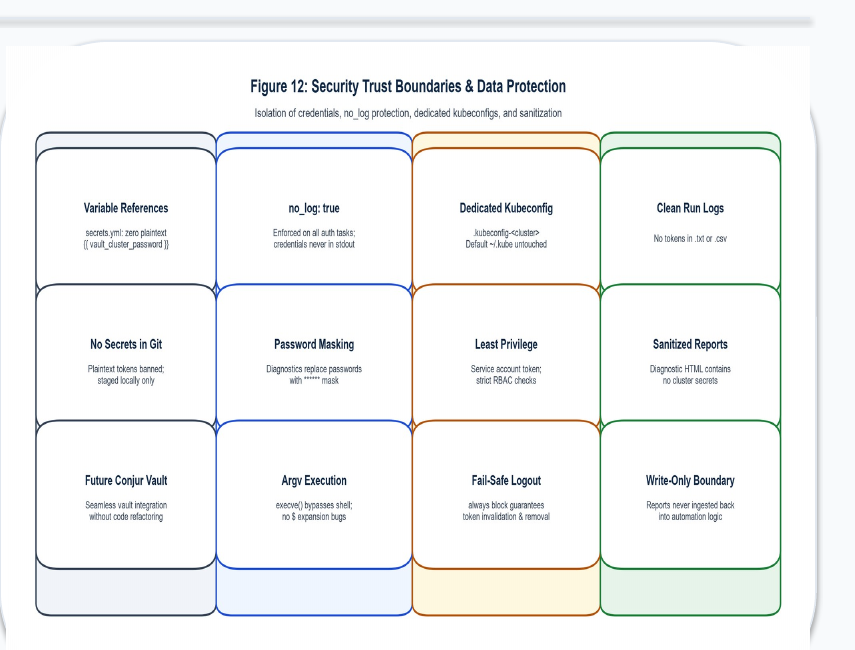 Figure 12: Security Trust Boundaries & Data Protection
Isolation of credentials, no_log protection, dedicated kubeconfigs, and sanitization
Variable References
secrets.yml: zero plaintext
{{ vault_cluster_password }}
no_log: true
Enforced on all auth tasks;
credentials never in stdout
Dedicated Kubeconfig
.kubeconfig-<cluster>
Default ~/.kube untouched
Clean Run Logs
No tokens in .txt or .csv
No Secrets in Git
Plaintext tokens banned;
staged locally only
Password Masking
Diagnostics replace passwords
with ****** mask
Least Privilege
Service account token;
strict RBAC checks
Sanitized Reports
Diagnostic HTML contains
no cluster secrets
Future Conjur Vault
Seamless vault integration
without code refactoring
Argv Execution
execve() bypasses shell;
no $ expansion bugs
Fail-Safe Logout
always block guarantees
token invalidation & removal
Write-Only Boundary
Reports never ingested back
into automation logic